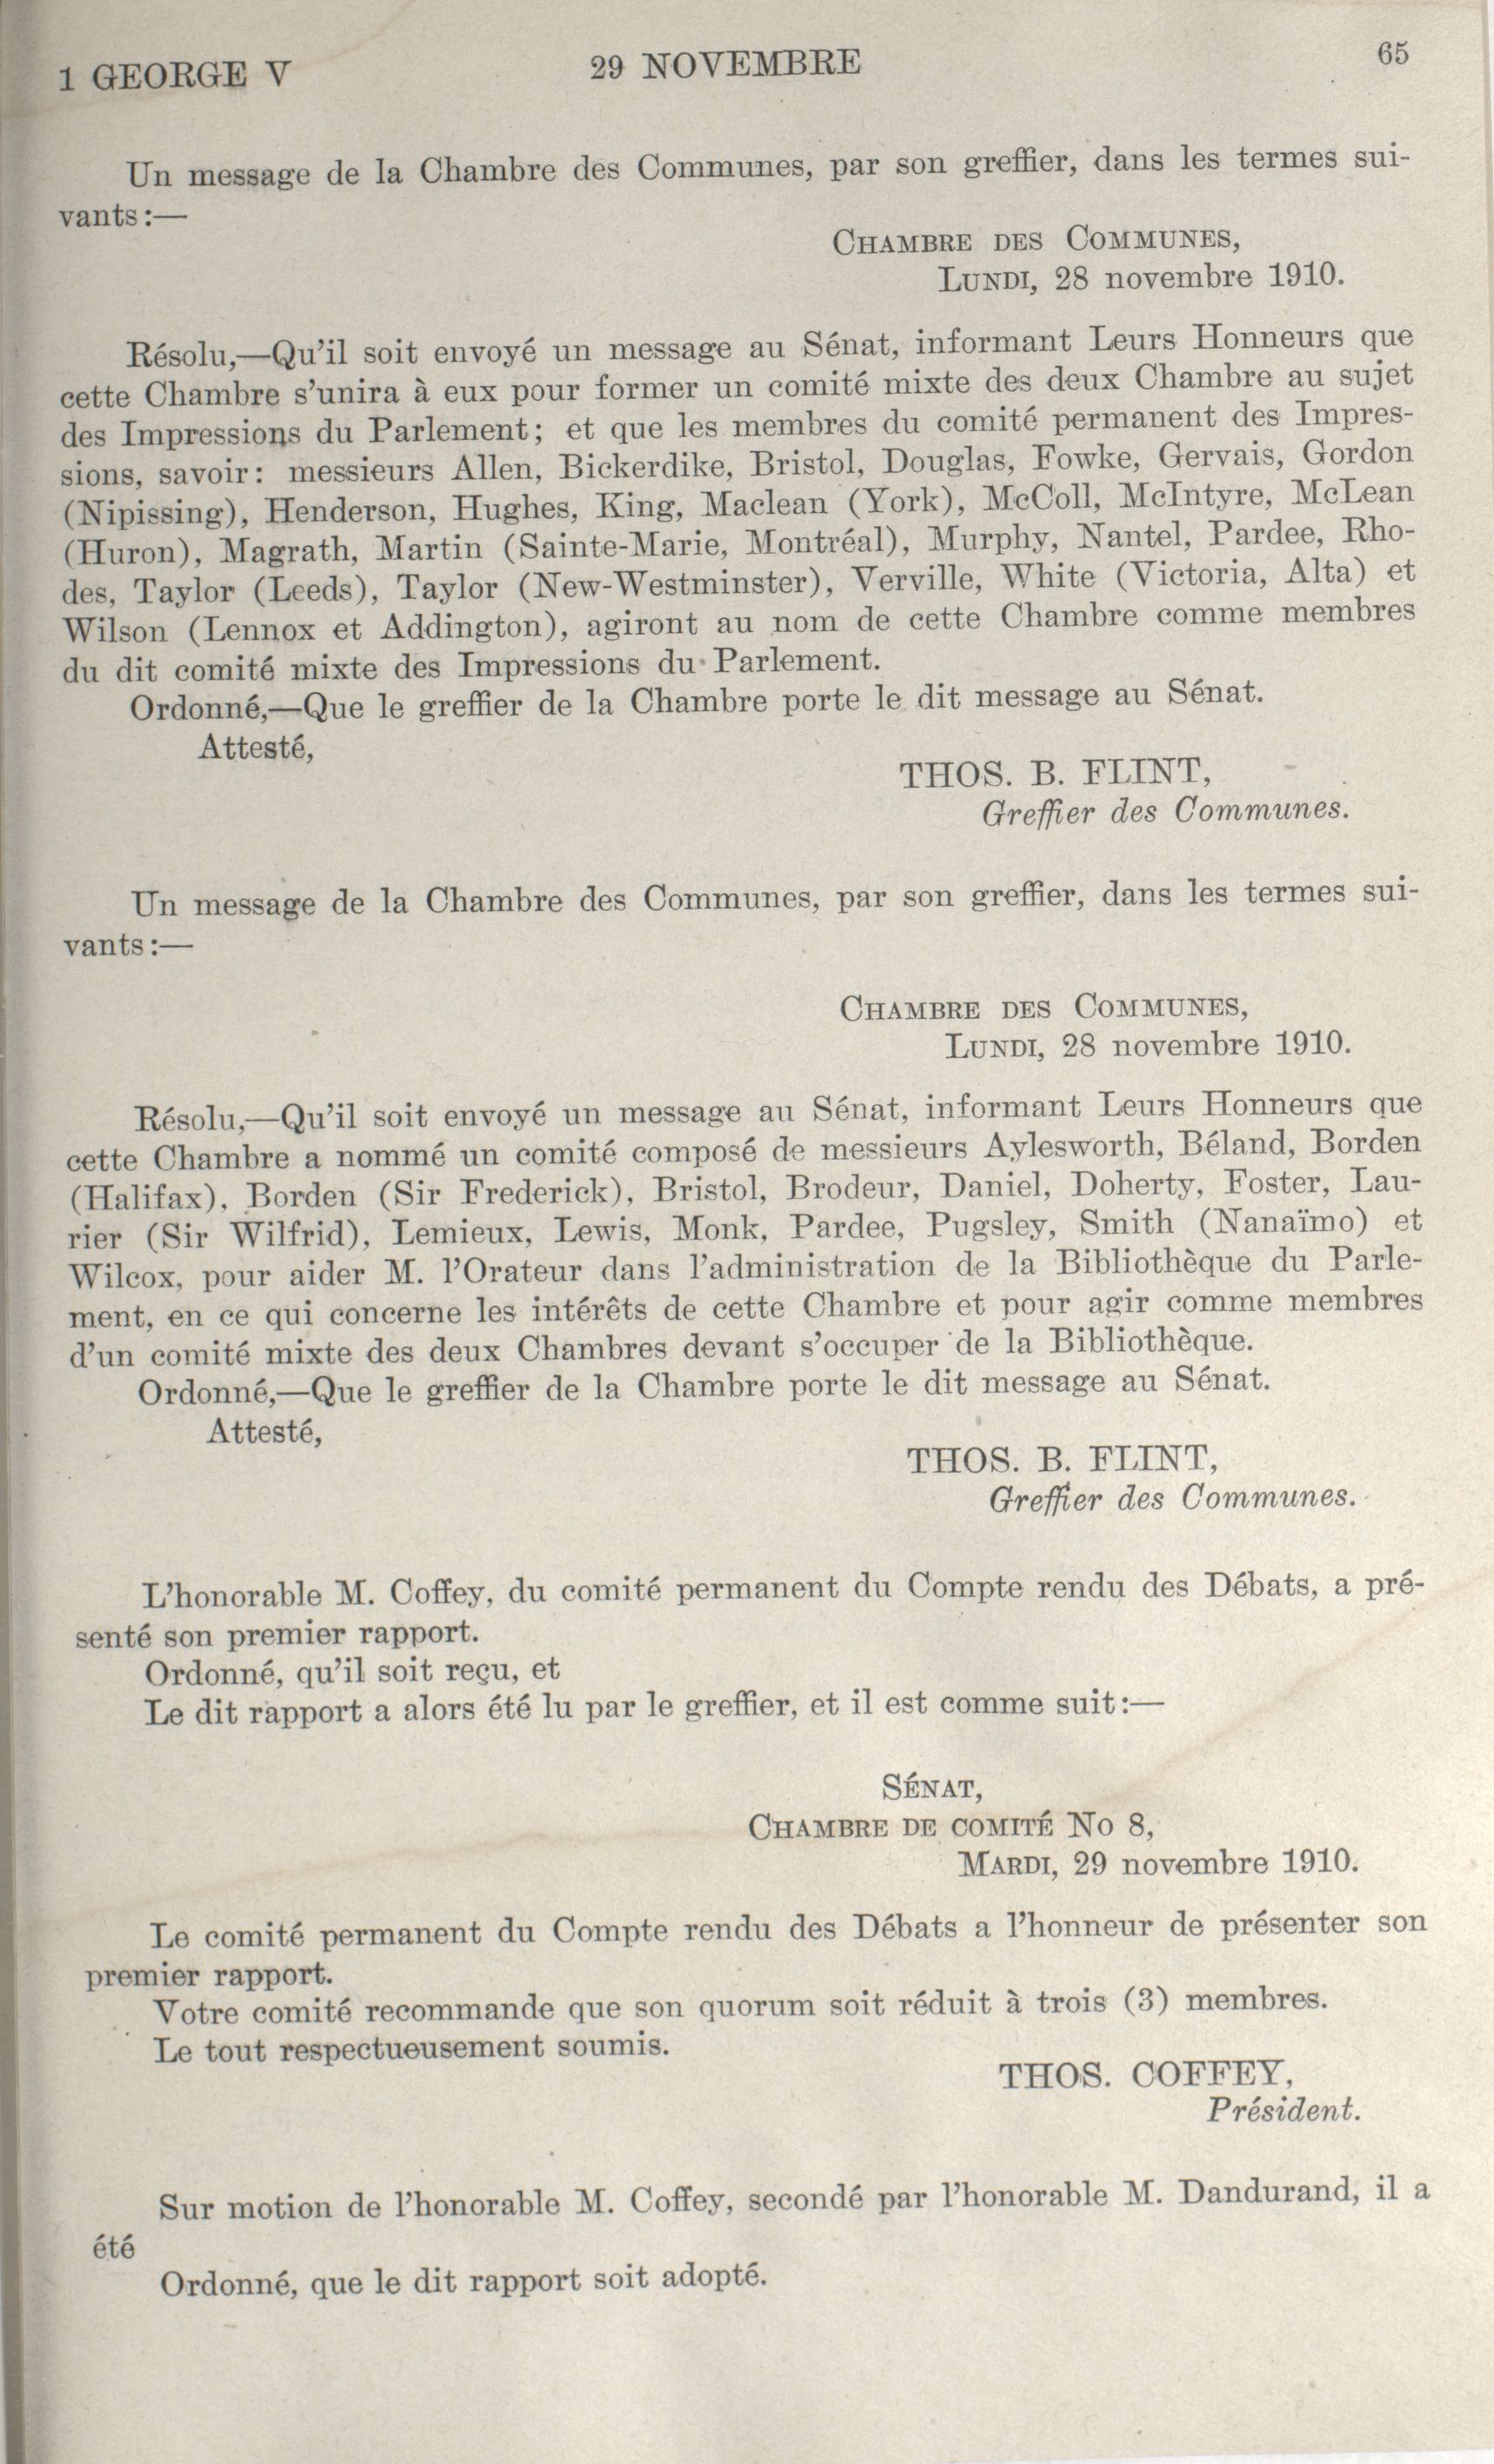 1 GEORGE V 29 NOVEMBRE 65
Un message de la Chambre des Communes, par son greffier, dans les termes sui-
vants:—
CHAMBRE DES COMMUNES,
LUNDI, 28 novembre 1910.
Résolu,—Qu'il soit envoyé un message au Sénat, informant Leurs Honneurs que
cette Chambre s'unira à eux pour former un comité mixte des deux Chambre au sujet
des Impressions du Parlement; et que les membres du comité permanent des Impres-
sions, savoir: messieurs Allen, Bickerdike, Bristol, Douglas, Fowke, Gervais, Gordon
(Nipissing), Henderson, Hughes, King, Maclean (York), McColl, McIntyre, McLean
(Huron), Magrath, Martin (Sainte-Marie, Montréal), Murphy, Nantel, Pardee, Rho-
des, Taylor (Leeds), Taylor (New-Westminster), Verville, White (Victoria, Alta) et
Wilson (Lennox et Addington), agiront au nom de cette Chambre comme membres
du dit comité mixte des Impressions du Parlement.
Ordonné,—Que le greffier de la Chambre porte le dit message au Sénat.
Attesté,
THOS. B. FLINT,
Greffier des Communes.
Un message de la Chambre des Communes, par son greffier, dans les termes sui-
vants:—
CHAMBRE DES COMMUNES,
LUNDI, 28 novembre 1910.
Résolu,—Qu'il soit envoyé un message au Sénat, informant Leurs Honneurs que
cette Chambre a nommé un comité composé de messieurs Aylesworth, Béland, Borden
(Halifax), Borden (Sir Frederick), Bristol, Brodeur, Daniel, Doherty, Foster, Lau-
rier (Sir Wilfrid), Lemieux, Lewis, Monk, Pardee, Pugsley, Smith (Nanaïmo) et
Wilcox, pour aider M. l'Orateur dans l'administration de la Bibliothèque du Parle-
ment, en ce qui concerne les intérêts de cette Chambre et pour agir comme membres
d'un comité mixte des deux Chambres devant s'occuper de la Bibliothèque.
Ordonné,—Que le greffier de la Chambre porte le dit message au Sénat.
Attesté,
THOS. B. FLINT,
Greffier des Communes.
L'honorable M. Coffey, du comité permanent du Compte rendu des Débats, a pré-
senté son premier rapport.
Ordonné, qu'il soit reçu, et
Le dit rapport a alors été lu par le greffier, et il est comme suit:—
SÉNAT,
CHAMBRE DE COMITÉ No 8,
MARDI, 29 novembre 1910.
Le comité permanent du Compte rendu des Débats a l'honneur de présenter son
premier rapport.
Votre comité recommande que son quorum soit réduit à trois (3) membres.
Le tout respectueusement soumis.
THOS. COFFEY,
Président.
Sur motion de l'honorable M. Coffey, secondé par l'honorable M. Dandurand, il a
été
Ordonné, que le dit rapport soit adopté.